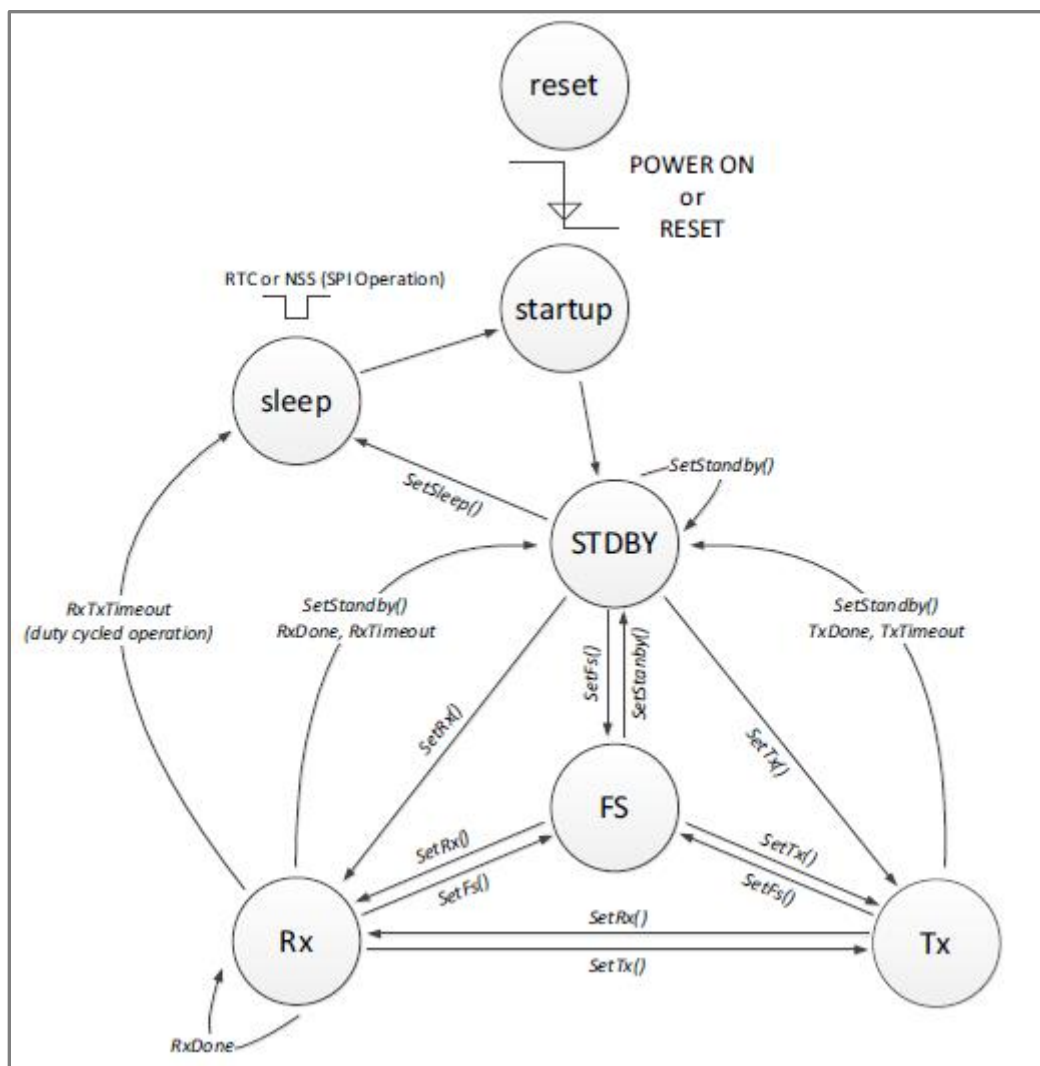 reset
POWER ON
or
RESET
RTC or NSS (SPI Operation)
startup
sleep
SetStandby()
SetSleep()
STDBY
RxTxTimeout
(duty cycled operation)
SetStandby()
RxDone, RxTimeout
SetStandby()
TxDone, TxTimeout
SetFs()
SetStanby()
SetRx()
SetTx()
FS
SetRx()
SetFs()
SetTx()
SetFs()
Rx
SetRx()
SetTx()
Tx
RxDone